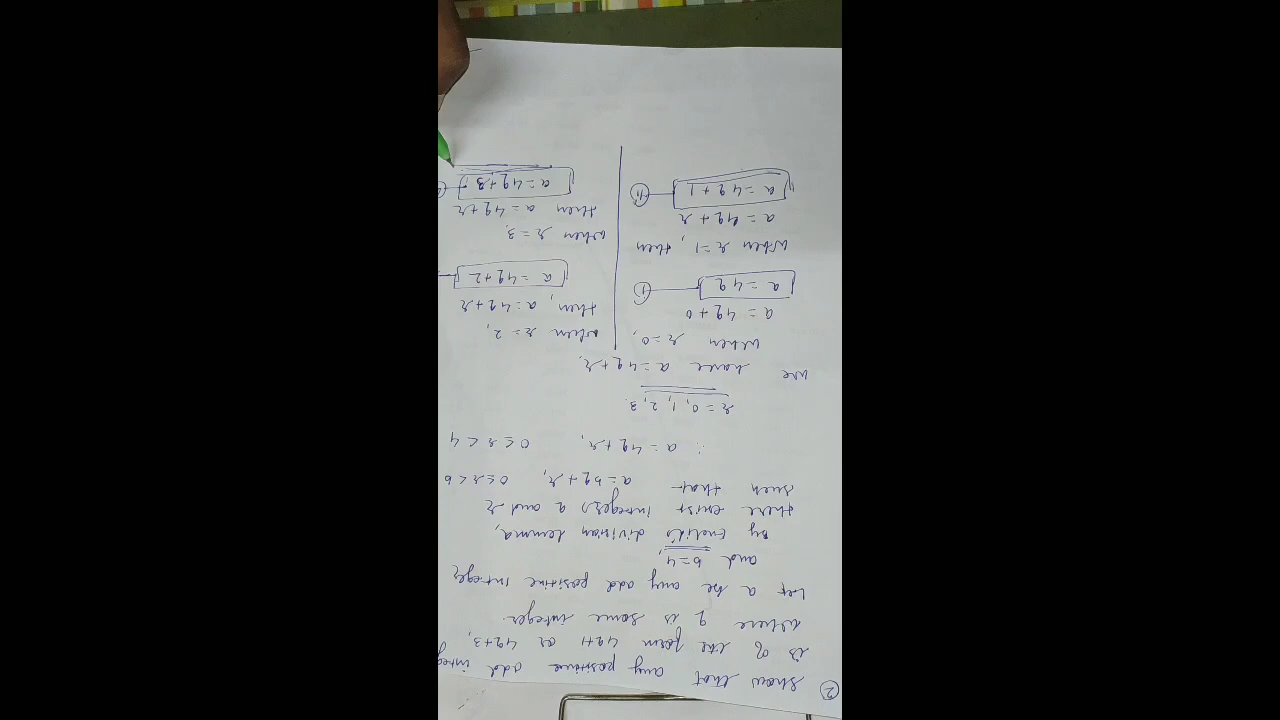 ② Show that any positive odd integ
is of the form 4q+1 or 4q+3,
where q is some integer.
Let a be any odd positive integer
and b=4,
By Euclid's division lemma,
there exist integers q and r
such that a=bq+r, 0≤r<b
∴ a=4q+r, 0≤r<4
r=0,1,2,3.
we have a=4q+r,
when r=0,
a=4q+0
a=4q
when r=1, then
a=4q+r
a=4q+1
when r=2,
then, a=4q+r
a=4q+2
when r=3,
then a=4q+r
a=4q+3,